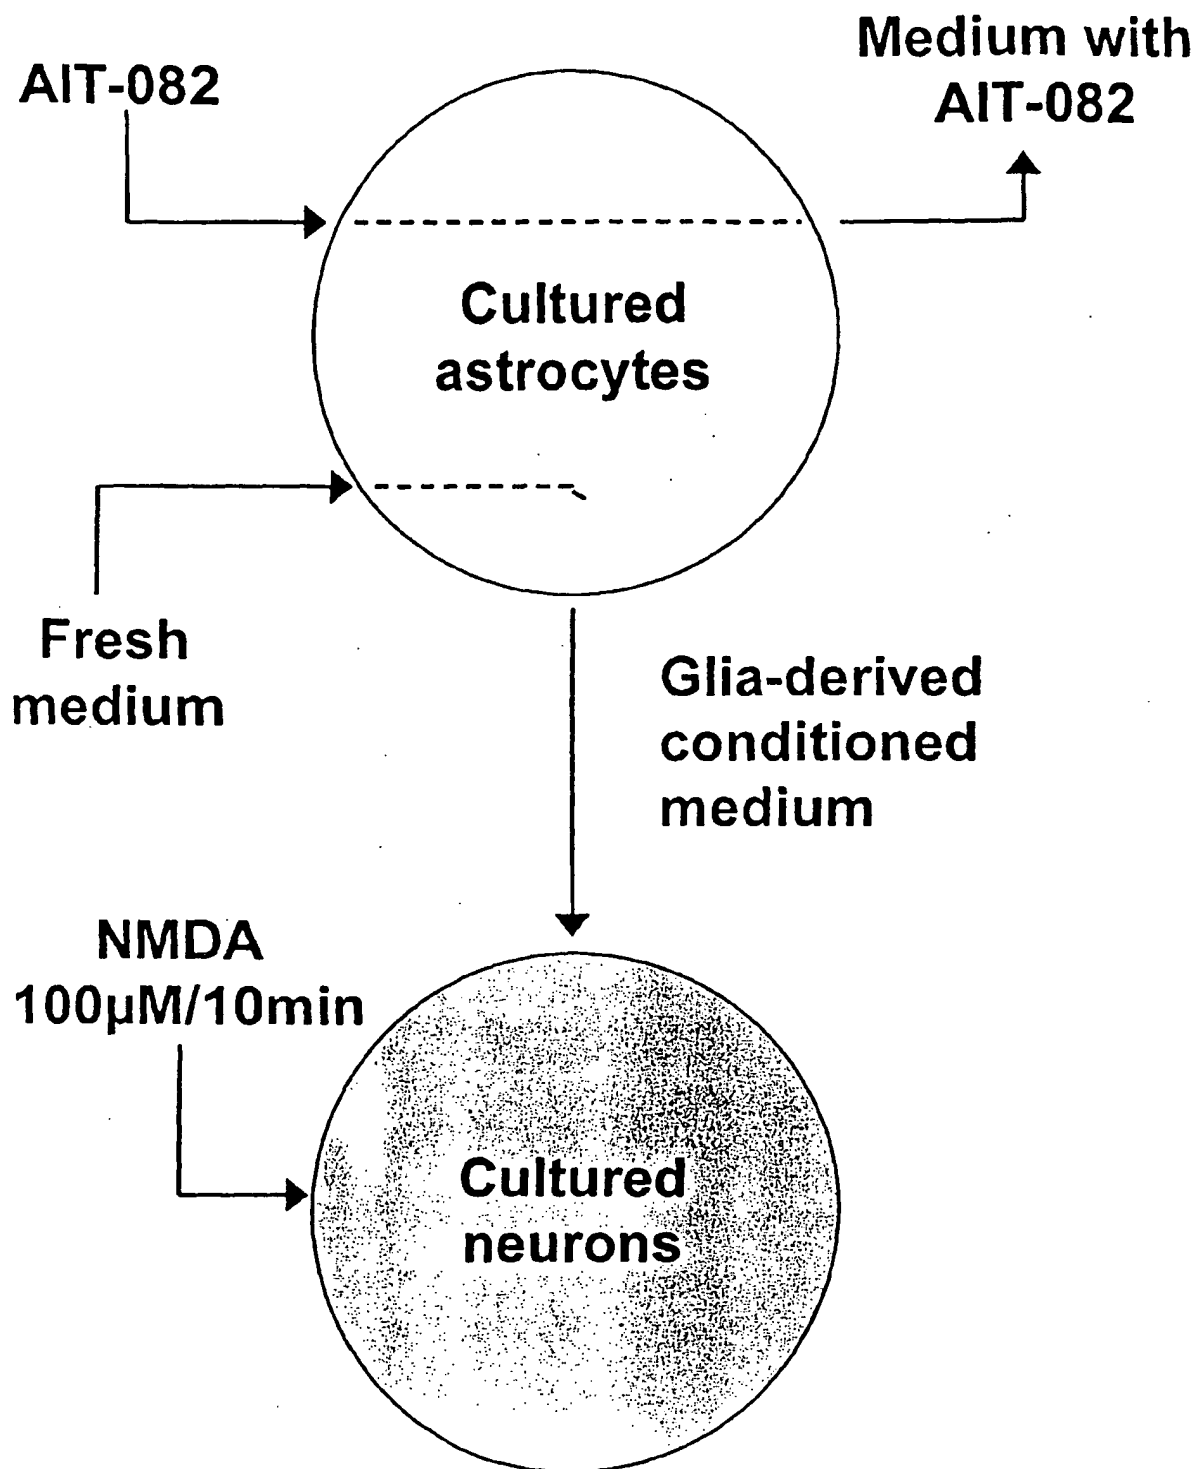 AIT-082
Medium with
AIT-082
Cultured
astrocytes
Fresh
medium
Glia-derived
conditioned
medium
NMDA
100µM/10min
Cultured
neurons